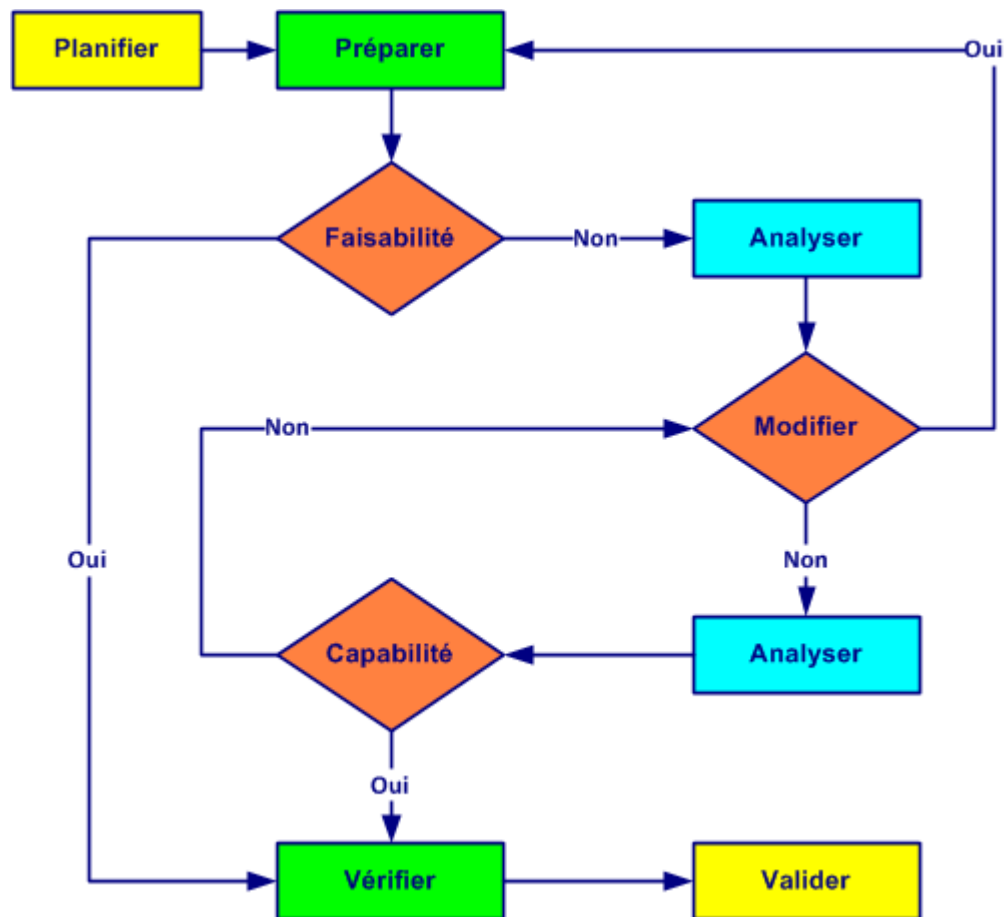 Planifier
Préparer
Oui
Faisabilité
Non
Analyser
Non
Modifier
Oui
Non
Capabilité
Analyser
Oui
Vérifier
Valider